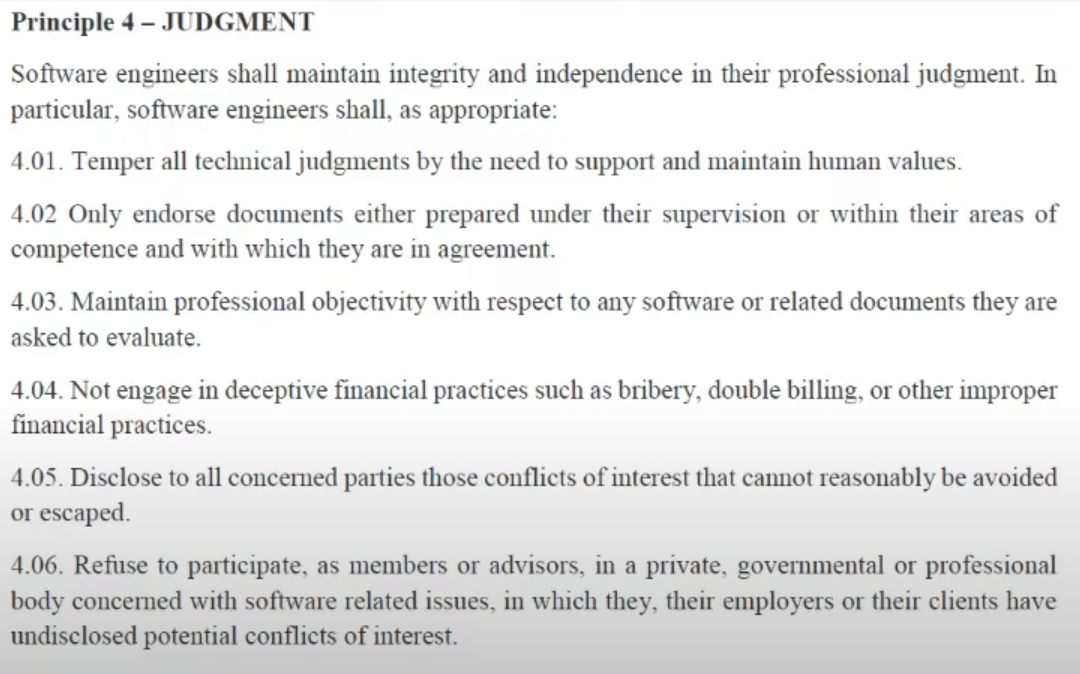 Principle 4 – JUDGMENT
Software engineers shall maintain integrity and independence in their professional judgment. In
particular, software engineers shall, as appropriate:
4.01. Temper all technical judgments by the need to support and maintain human values.
4.02 Only endorse documents either prepared under their supervision or within their areas of
competence and with which they are in agreement.
4.03. Maintain professional objectivity with respect to any software or related documents they are
asked to evaluate.
4.04. Not engage in deceptive financial practices such as bribery, double billing, or other improper
financial practices.
4.05. Disclose to all concerned parties those conflicts of interest that cannot reasonably be avoided
or escaped.
4.06. Refuse to participate, as members or advisors, in a private, governmental or professional
body concerned with software related issues, in which they, their employers or their clients have
undisclosed potential conflicts of interest.